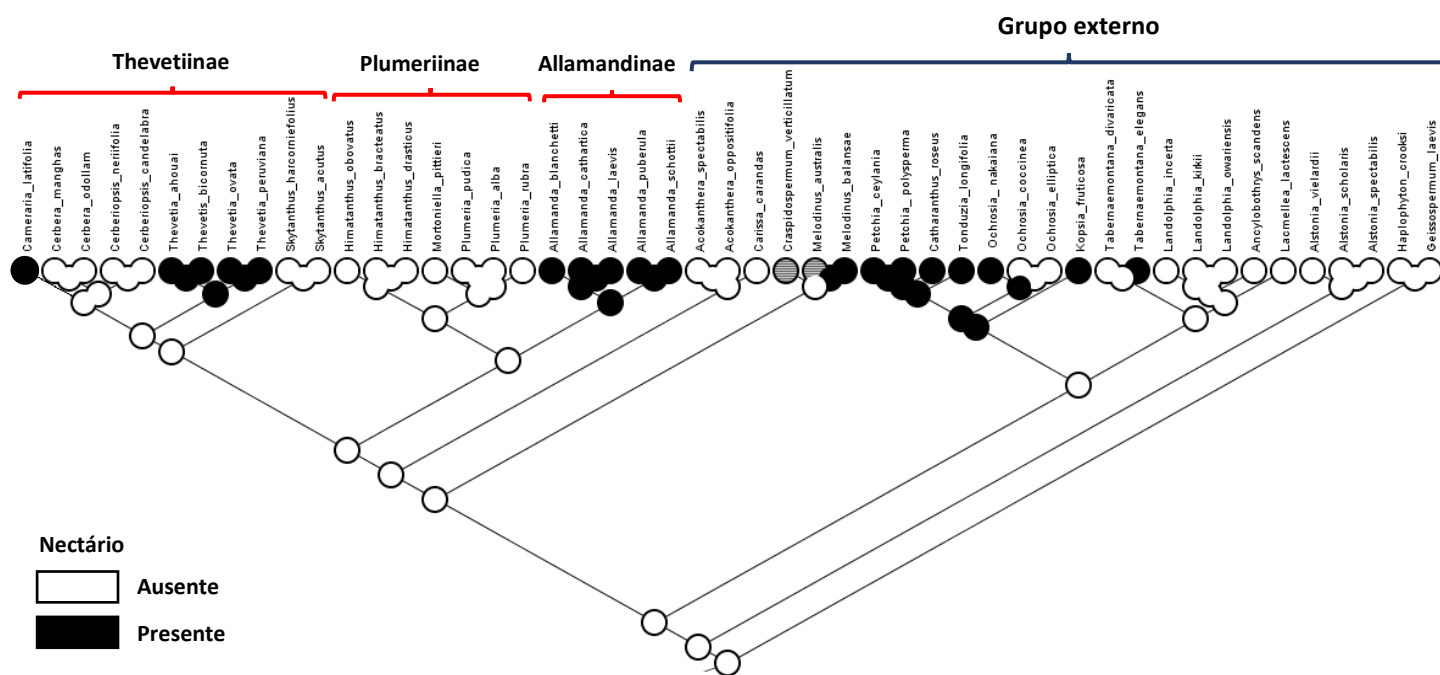 Grupo externo
Thevetiinae
Plumeriinae
Allamandinae
Cameraria_latifolia
Cerbera_manghas
Cerbera_odollam
Cerberiopsis_neriifolia
Cerberiopsis_candelabra
Thevetia_ahouai
Thevetis_bicornuta
Thevetia_ovata
Thevetia_peruviana
Skytanthus_harcorniefolius
Skytanthus_acutus
Himatanthus_obovatus
Himatanthus_bracteatus
Himatanthus_drasticus
Mortoniella_pittieri
Plumeria_pudica
Plumeria_alba
Plumeria_rubra
Allamanda_blanchetti
Allamanda_cathartica
Allamanda_laevis
Allamanda_puberula
Allamanda_schottii
Acokanthera_spectabilis
Acokanthera_oppositifolia
Carissa_carandas
Craspidospermum_verticillatum
Melodinus_australis
Melodinus_balansae
Petchia_ceylania
Petchia_polysperma
Catharanthus_roseus
Tonduzia_longifolia
Ochrosia_nakaiana
Ochrosia_coccinea
Ochrosia_elliptica
Kopsia_fruticosa
Tabernaemontana_divaricata
Tabernaemontana_elegans
Landolphia_incerta
Landolphia_kirkii
Landolphia_owariensis
Ancylobothnys_scandens
Lacmellea_lactescens
Alstonia_vielardii
Alstonia_scholaris
Alstonia_spectabilis
Haplophyton_crooksi
Geissospermum_laevis
Nectário
Ausente
Presente